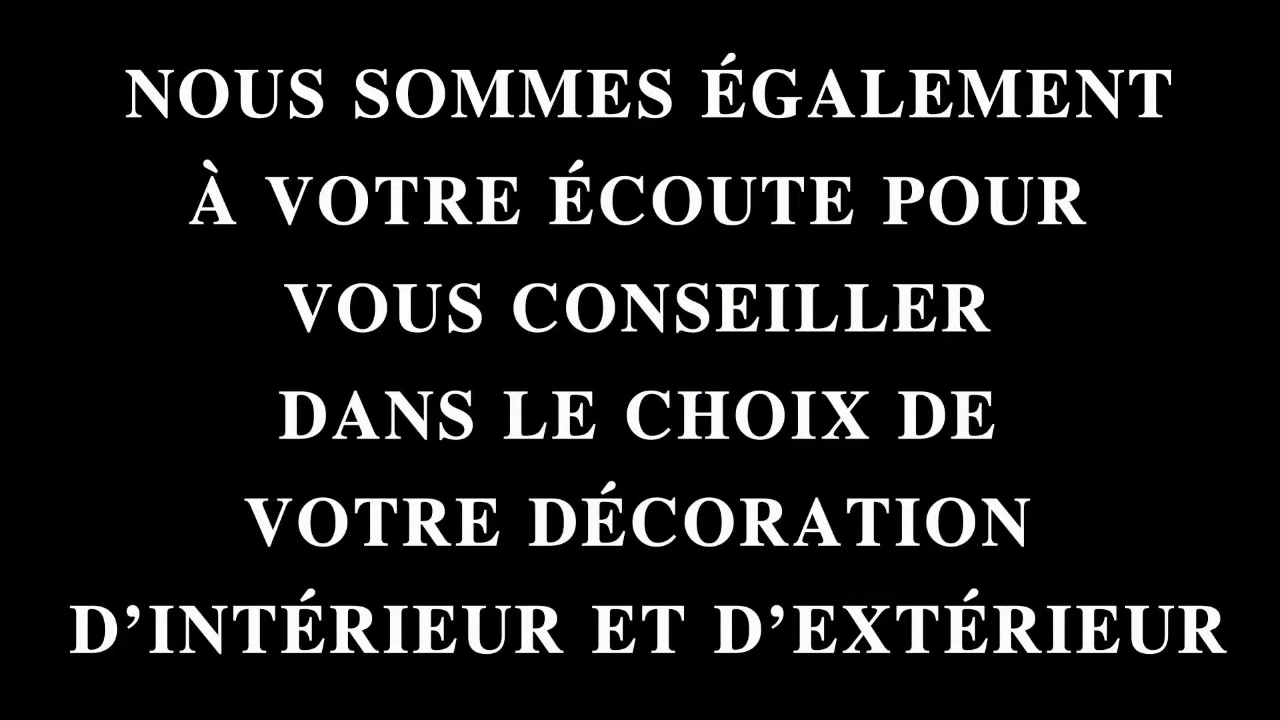 NOUS SOMMES ÉGALEMENT
À VOTRE ÉCOUTE POUR
VOUS CONSEILLER
DANS LE CHOIX DE
VOTRE DÉCORATION
D’INTÉRIEUR ET D’EXTÉRIEUR